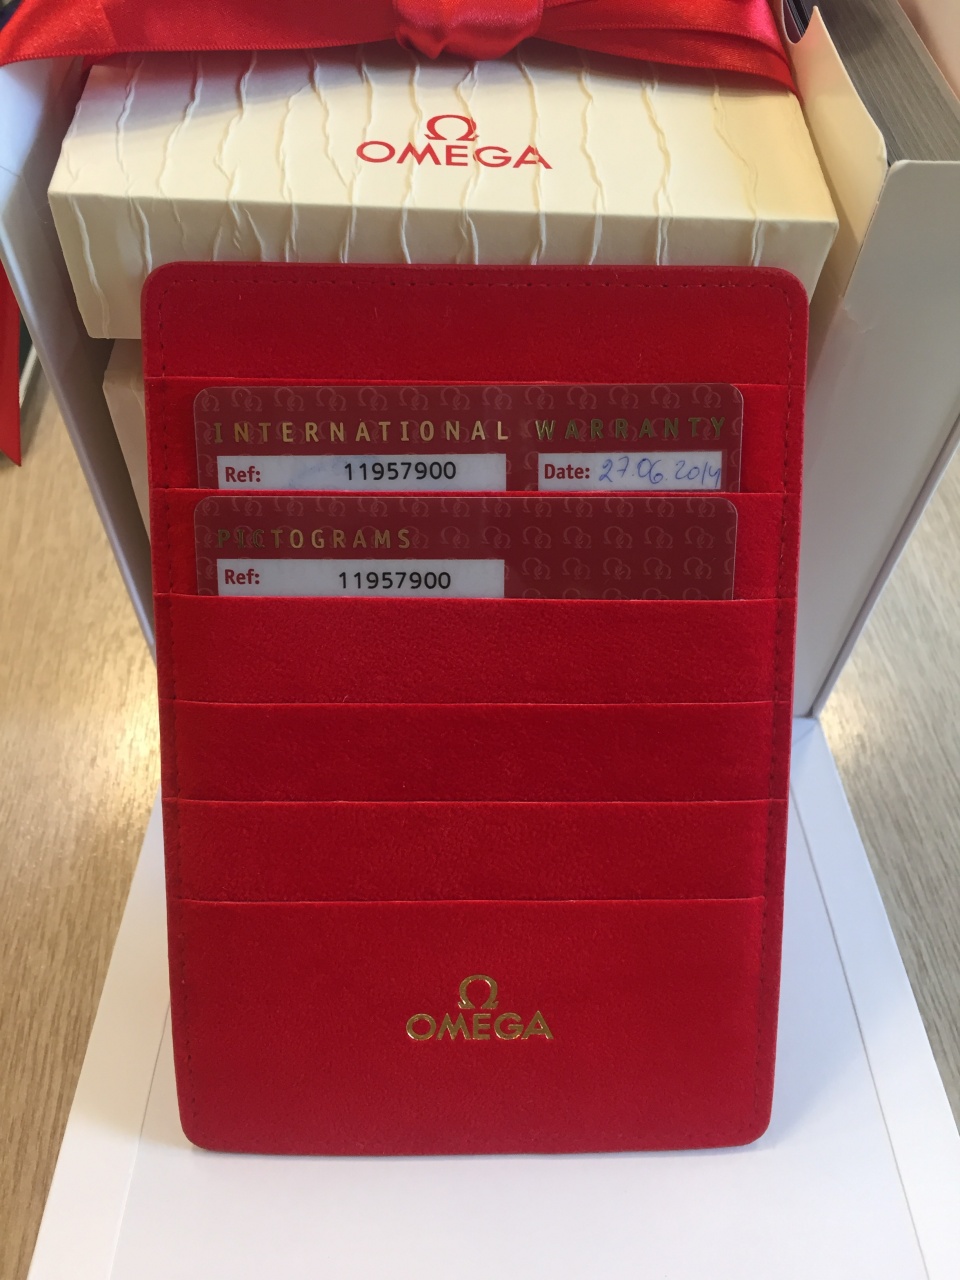 Ω
OMEGA
INTERNATIONAL WARRANTY
Ref: 11957900 Date: 27.06.2014
PICTOGRAMS
Ref: 11957900
Ω
OMEGA